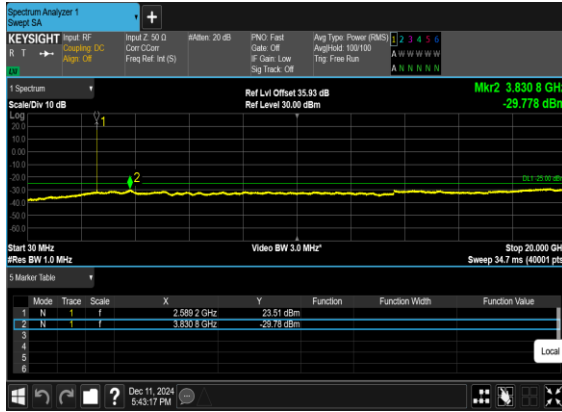 Spectrum Analyzer 1
Swept SA
+
KEYSIGHT Input: RF Input Z: 50 Ω #Atten: 20 dB PNO: Fast Avg Type: Power (RMS) 1 2 3 4 5 6
R T Coupling: DC Corr CCorr Gate: Off Avg|Hold: 100/100 A W W W W W
Align: Off Freq Ref: Int (S) IF Gain: Low Trig: Free Run
LV Sig Track: Off A N N N N N
1 Spectrum Ref Lvl Offset 35.93 dB Mkr2 3.830 8 GHz
Scale/Div 10 dB Ref Level 30.00 dBm -29.778 dBm
Log
1
20.0
10.0
0.00
-10.0
2
-20.0
DL1 -25.00 dBm
-30.0
-40.0
-50.0
-60.0
Start 30 MHz Video BW 3.0 MHz* Stop 20.000 GHz
#Res BW 1.0 MHz Sweep 34.7 ms (40001 pts)
5 Marker Table
Mode Trace Scale X Y Function Function Width Function Value
1 N 1 f 2.589 2 GHz 23.51 dBm
2 N 1 f 3.830 8 GHz -29.78 dBm
3
4
5
6
Local
?
Dec 11, 2024
5:43:17 PM